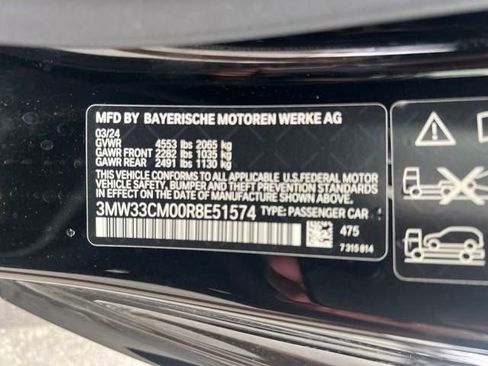 MFD BY BAYERISCHE MOTOREN WERKE AG
03/24
GVWR 4553 lbs 2065 kg
GAWR FRONT 2282 lbs 1035 kg
GAWR REAR 2491 lbs 1130 kg
THIS VEHICLE CONFORMS TO ALL APPLICABLE U.S. FEDERAL MOTOR
VEHICLE SAFETY, BUMPER, AND THEFT PREVENTION STANDARDS
IN EFFECT ON THE DATE OF MANUFACTURE SHOWN ABOVE.
3MW33CM00R8E51574 TYPE: PASSENGER CAR
475
7 315 814